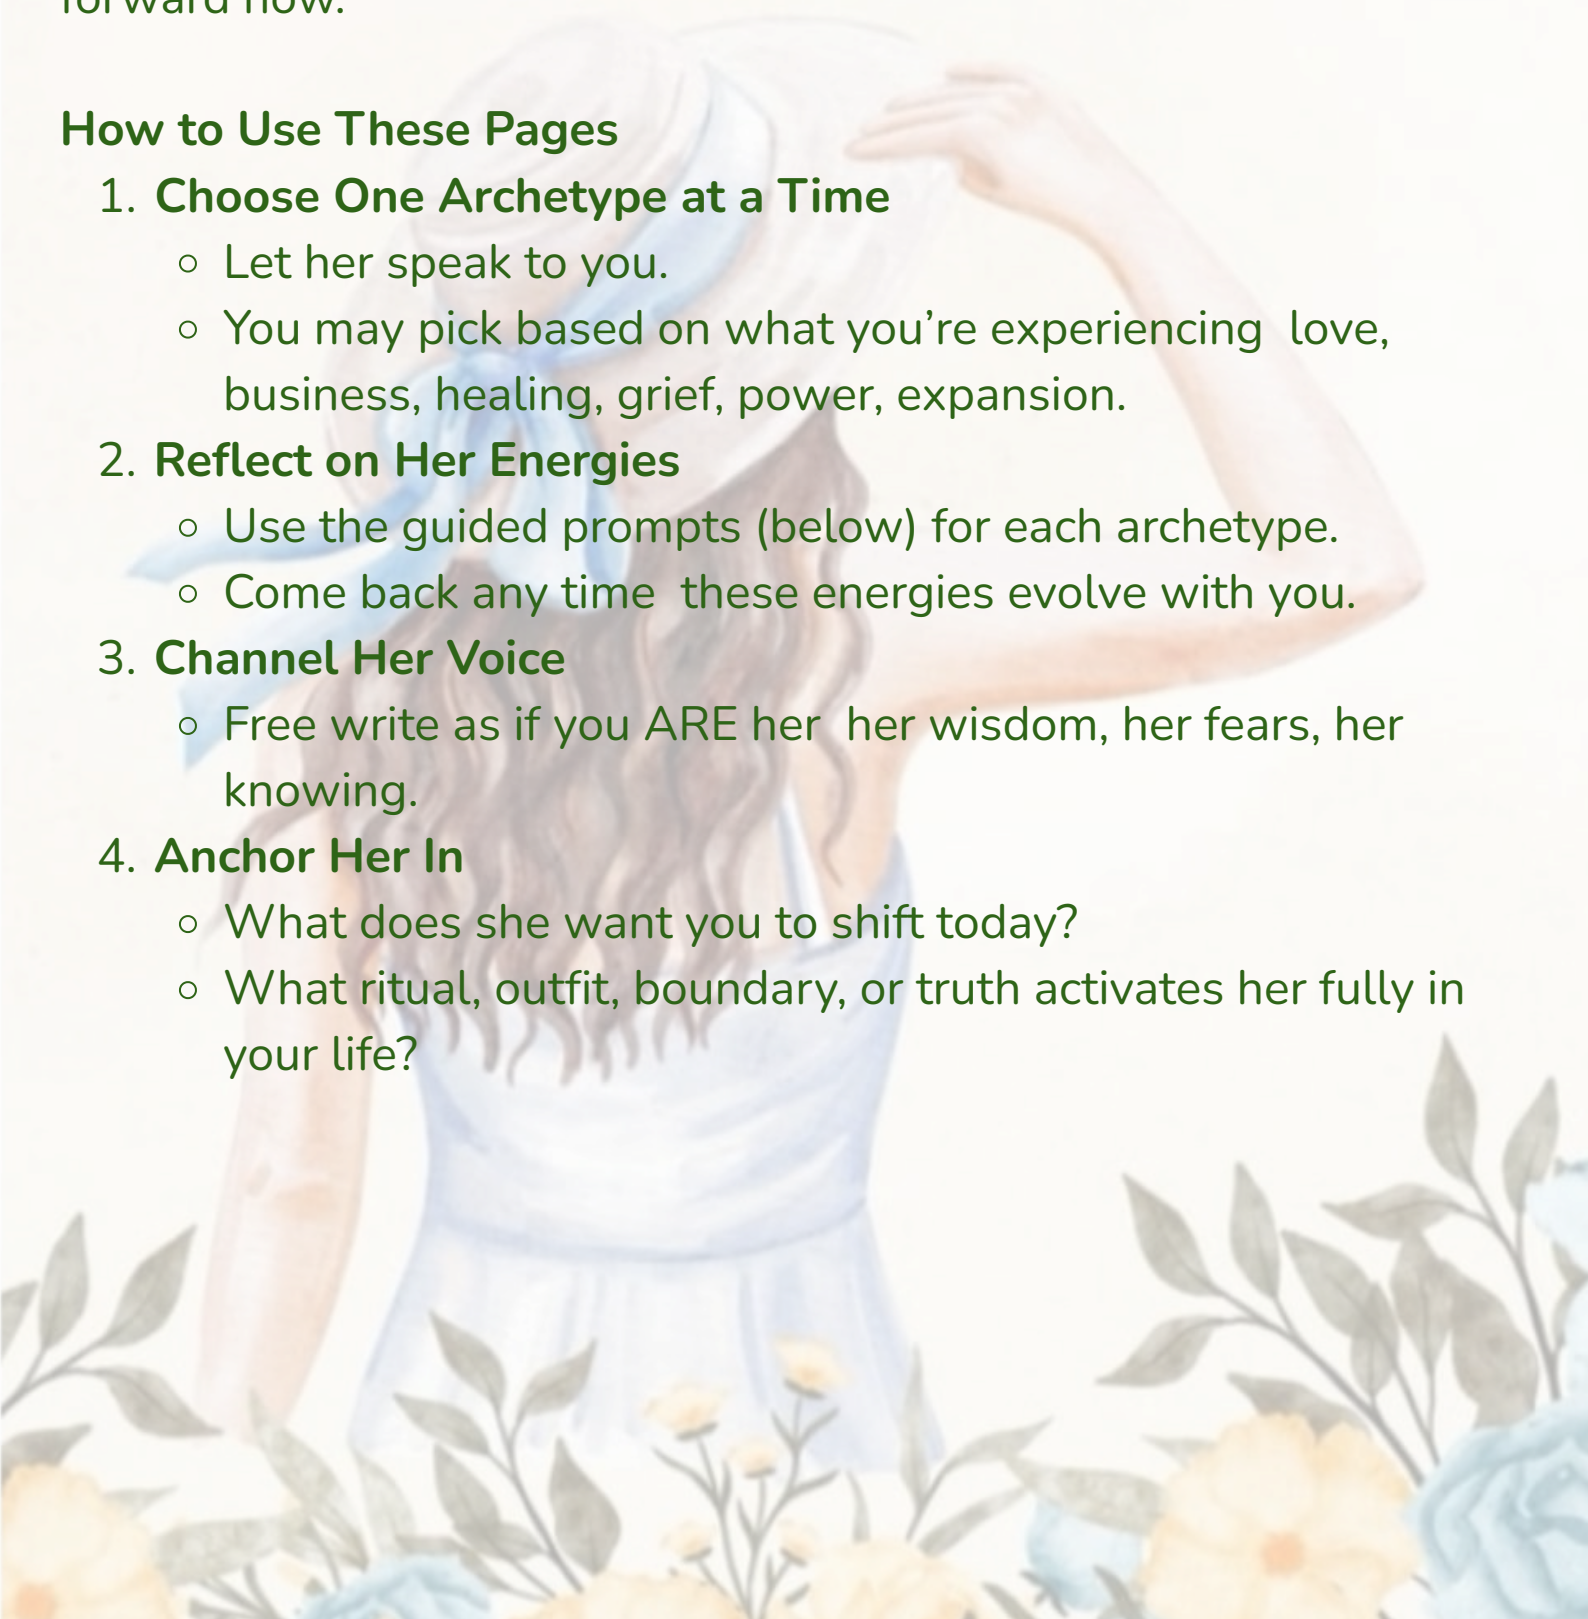 forward now.
How to Use These Pages
1. Choose One Archetype at a Time
○ Let her speak to you.
○ You may pick based on what you’re experiencing  love,
business, healing, grief, power, expansion.
2. Reflect on Her Energies
○ Use the guided prompts (below) for each archetype.
○ Come back any time  these energies evolve with you.
3. Channel Her Voice
○ Free write as if you ARE her  her wisdom, her fears, her
knowing.
4. Anchor Her In
○ What does she want you to shift today?
○ What ritual, outfit, boundary, or truth activates her fully in
your life?